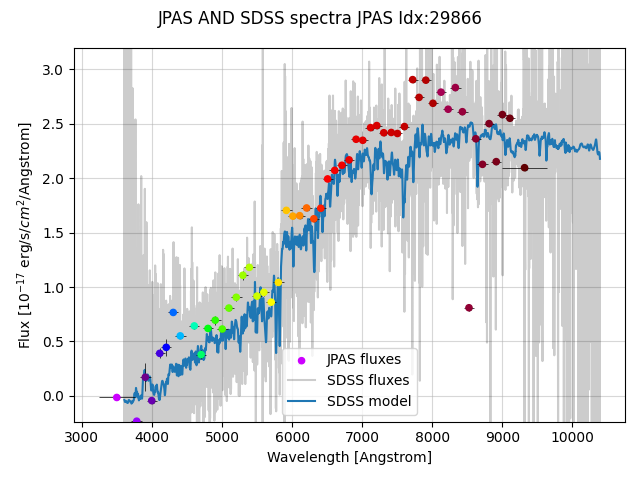 JPAS AND SDSS spectra JPAS Idx:29866
Flux [10⁻¹⁷ erg/s/cm²/Angstrom]
3.0
2.5
2.0
1.5
1.0
0.5
0.0
JPAS fluxes
SDSS fluxes
SDSS model
3000 4000 5000 6000 7000 8000 9000 10000
Wavelength [Angstrom]